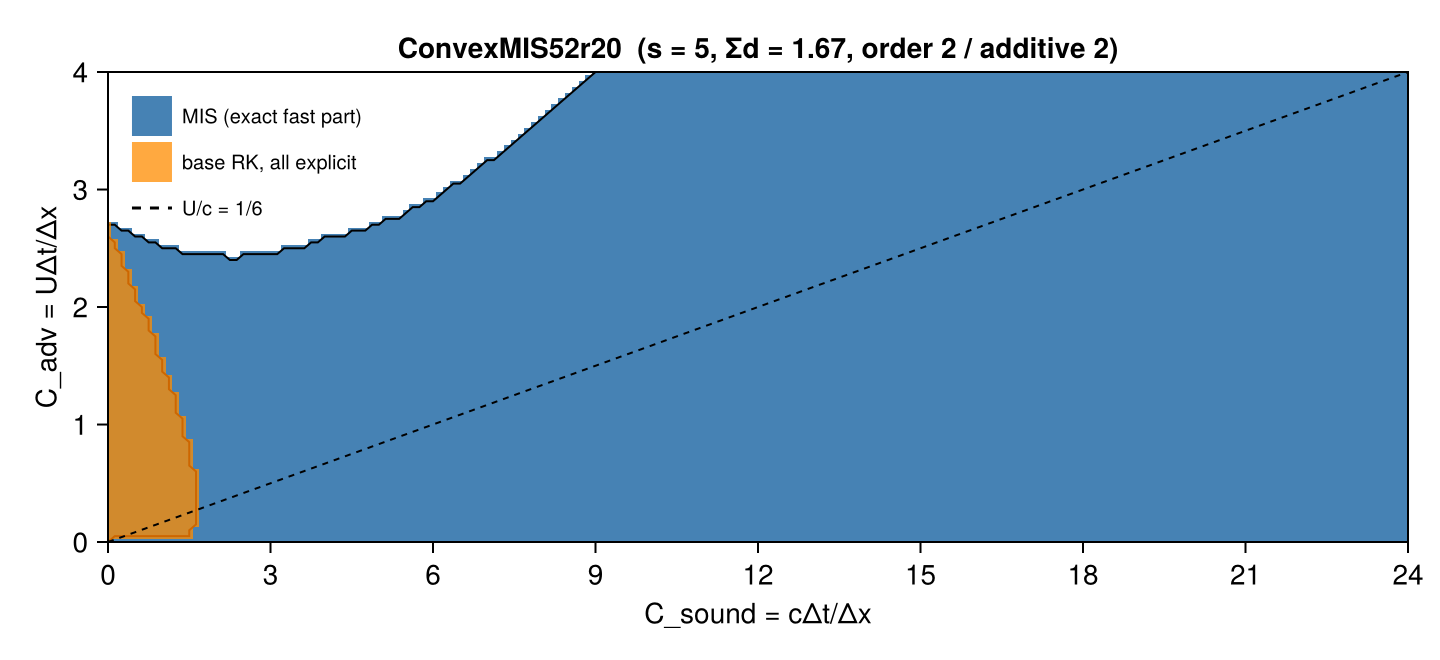 ConvexMIS52r20 (s = 5, Σd = 1.67, order 2 / additive 2)
MIS (exact fast part)
base RK, all explicit
U/c = 1/6
C_adv = UΔt/Δx
4
3
2
1
0
0 3 6 9 12 15 18 21 24
C_sound = cΔt/Δx